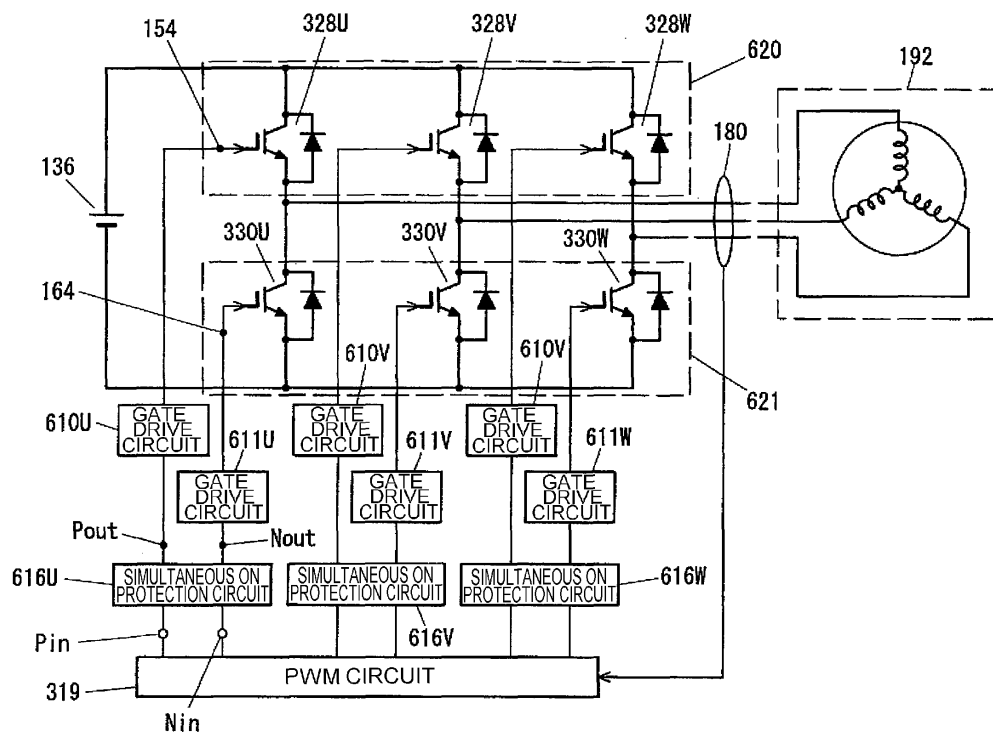 154
328U
328V
328W
620
192
180
136
330U
330V
330W
164
610V
610V
621
610U
GATE
DRIVE
CIRCUIT
611U
GATE
DRIVE
CIRCUIT
611V
GATE
DRIVE
CIRCUIT
611W
GATE
DRIVE
CIRCUIT
GATE
DRIVE
CIRCUIT
GATE
DRIVE
CIRCUIT
Pout
Nout
616U
SIMULTANEOUS ON
PROTECTION CIRCUIT
SIMULTANEOUS ON
PROTECTION CIRCUIT
SIMULTANEOUS ON
PROTECTION CIRCUIT
616W
616V
Pin
PWM CIRCUIT
319
Nin